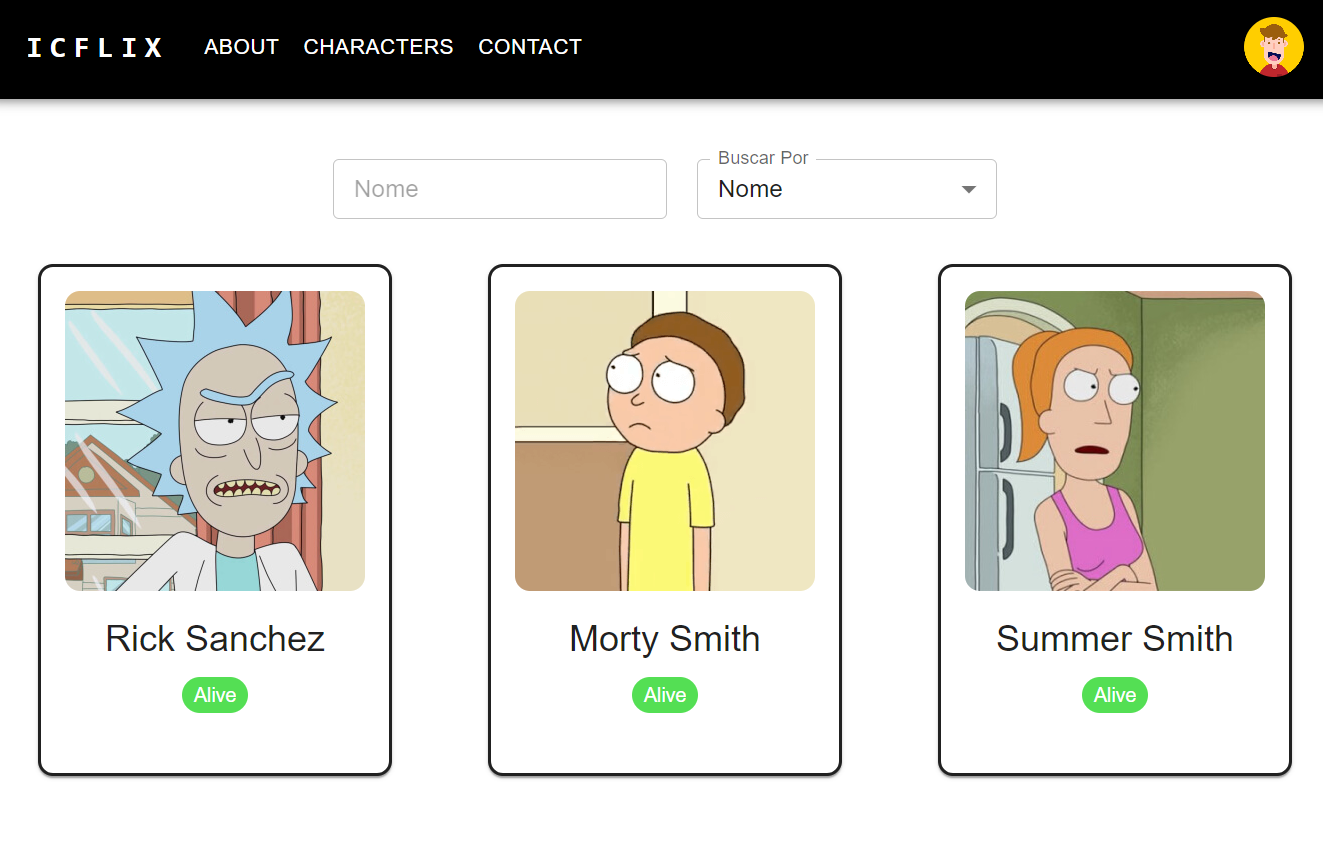 ICFLIX ABOUT CHARACTERS CONTACT
Buscar Por
Nome Nome
Rick Sanchez Morty Smith Summer Smith
Alive Alive Alive